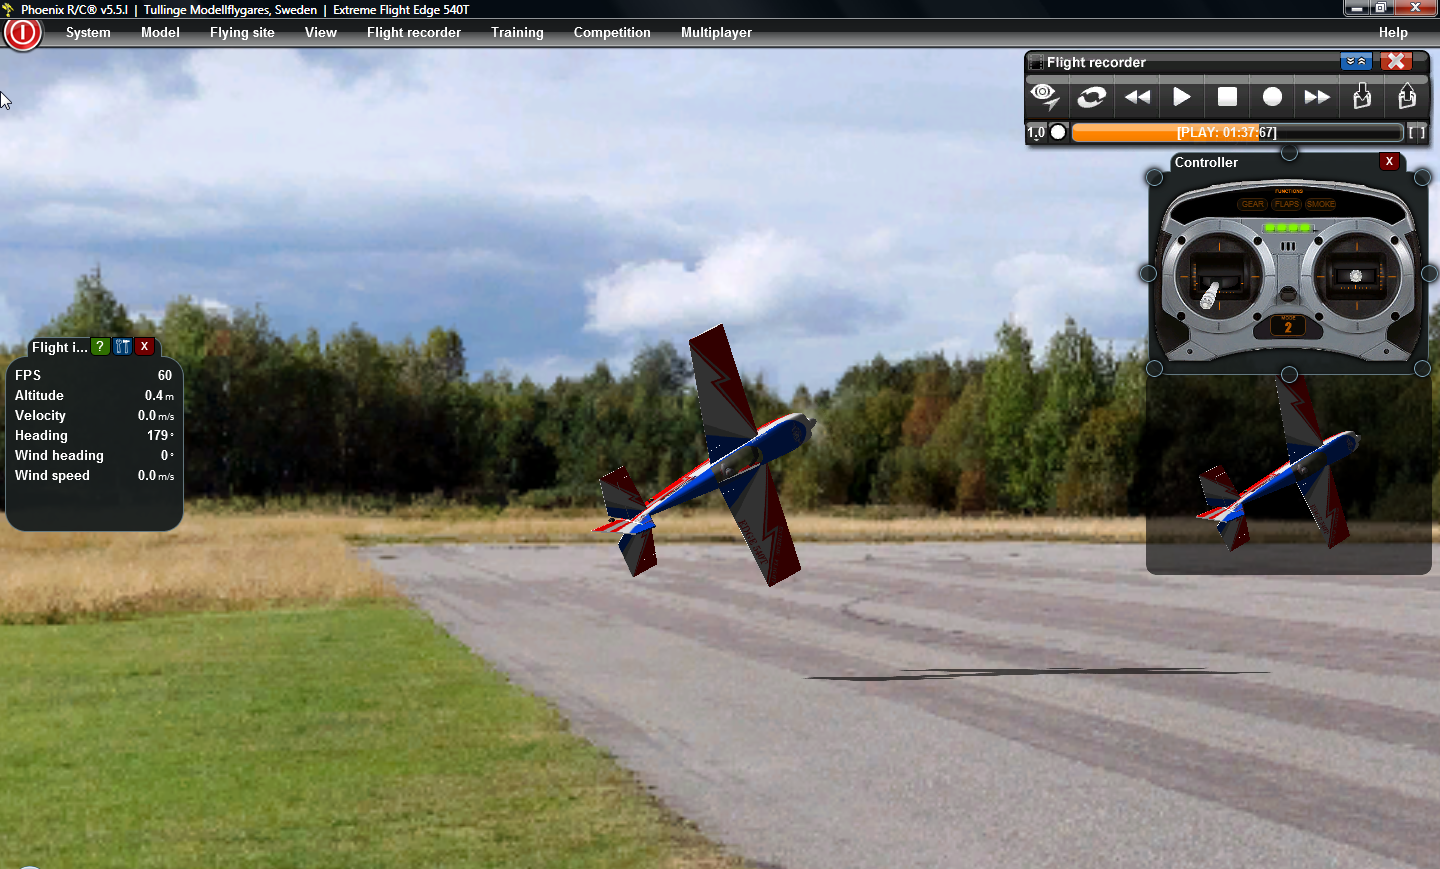 Phoenix R/C® v5.5.l | Tullinge Modellflygares, Sweden | Extreme Flight Edge 540T
System Model Flying site View Flight recorder Training Competition Multiplayer Help
Flight recorder
1.0 [PLAY: 01:37:67] [ ]
Controller X
FUNCTIONS
GEAR FLAPS SMOKE
MODE
2
Flight i... ? X
FPS 60
Altitude 0.4 m
Velocity 0.0 m/s
Heading 179 °
Wind heading 0 °
Wind speed 0.0 m/s